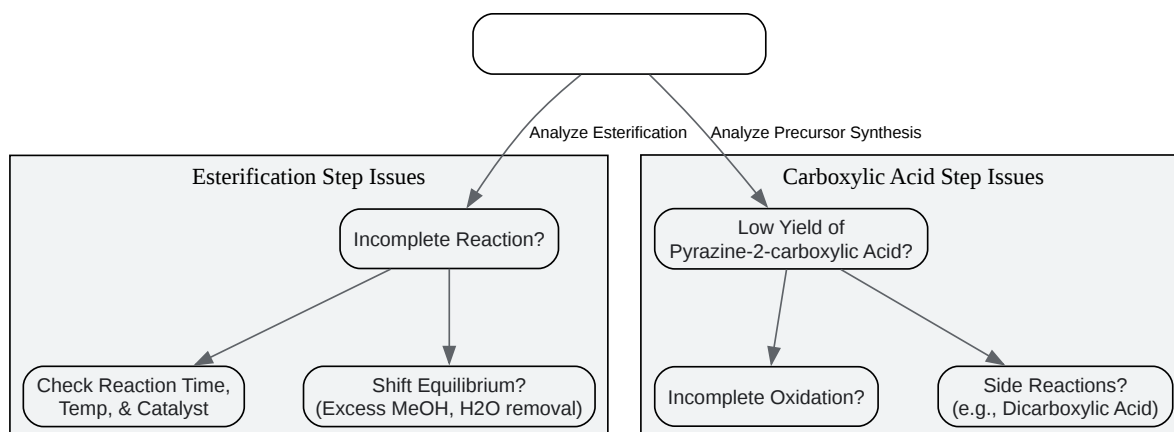 Analyze Esterification
Analyze Precursor Synthesis
Esterification Step Issues
Carboxylic Acid Step Issues
Incomplete Reaction?
Low Yield of
Pyrazine-2-carboxylic Acid?
Check Reaction Time,
Temp, & Catalyst
Shift Equilibrium?
(Excess MeOH, H2O removal)
Incomplete Oxidation?
Side Reactions?
(e.g., Dicarboxylic Acid)